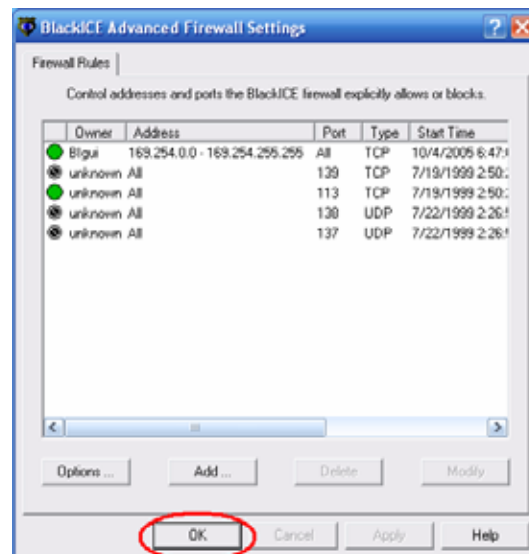 BlackICE Advanced Firewall Settings
Firewall Rules
Control addresses and ports the BlackICE firewall explicitly allows or blocks.
Owner Address Port Type Start Time
BIgui 169.254.0.0 - 169.254.255.255 All TCP 10/4/2005 6:47:
unknown All 139 TCP 7/19/1999 2:50:
unknown All 113 TCP 7/19/1999 2:50:
unknown All 138 UDP 7/22/1999 2:26:
unknown All 137 UDP 7/22/1999 2:26:
Options ... Add ... Delete Modify
OK Cancel Apply Help